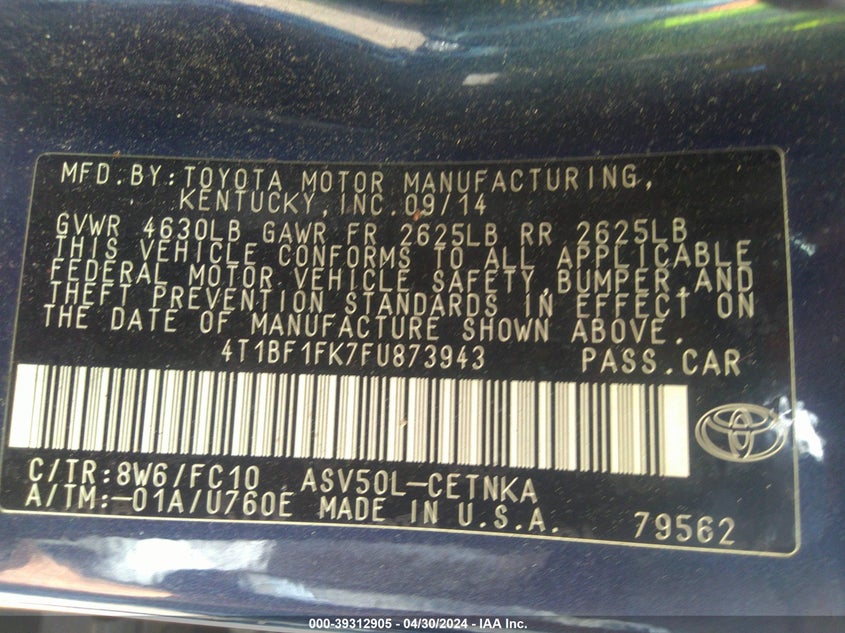 MFD.BY:TOYOTA MOTOR MANUFACTURING,
KENTUCKY,INC.09/14
GVWR 4630LB GAWR FR 2625LB RR 2625LB
THIS VEHICLE CONFORMS TO ALL APPLICABLE
FEDERAL MOTOR VEHICLE SAFETY,BUMPER,AND
THEFT PREVENTION STANDARDS IN EFFECT ON
THE DATE OF MANUFACTURE SHOWN ABOVE.
4T1BF1FK7FU873943 PASS.CAR
C/TR:8W6/FC10 ASV50L-CETNKA
A/TM:-01A/U760E MADE IN U.S.A. 79562
000-39312905 - 04/30/2024 - IAA Inc.